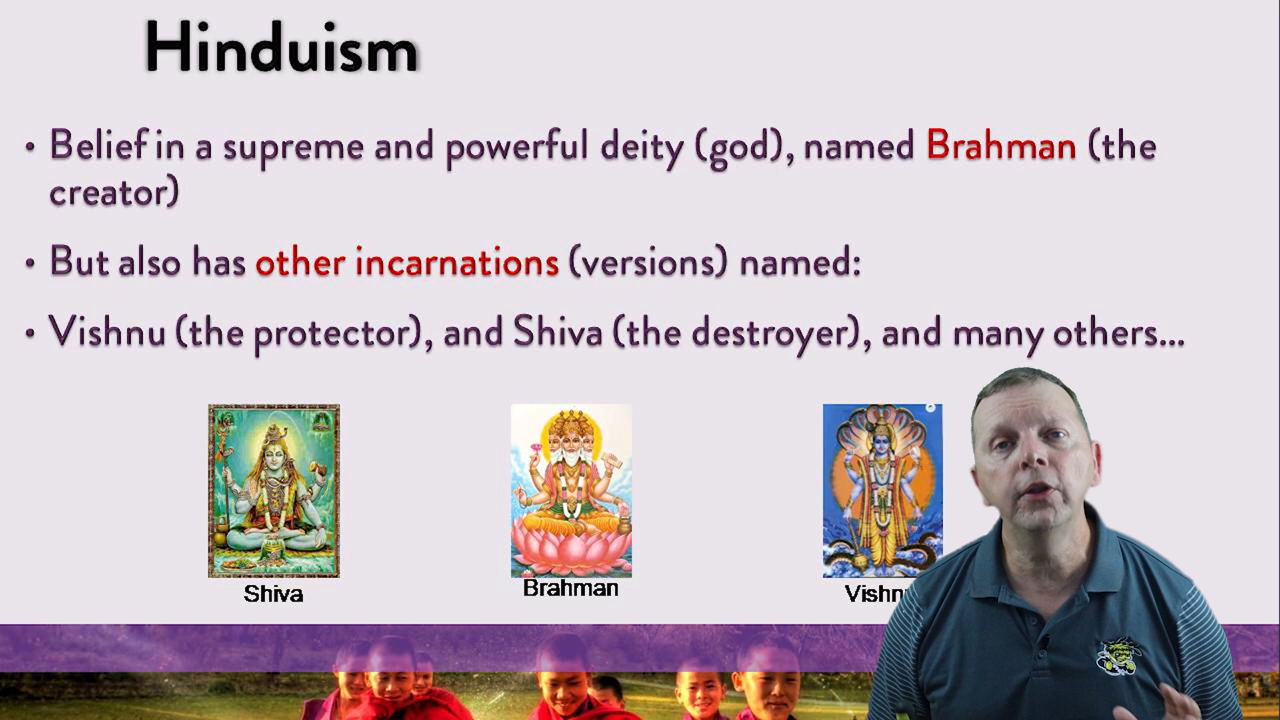 Hinduism
• Belief in a supreme and powerful deity (god), named Brahman (the
creator)
• But also has other incarnations (versions) named:
• Vishnu (the protector), and Shiva (the destroyer), and many others...
Shiva
Brahman
Vishn